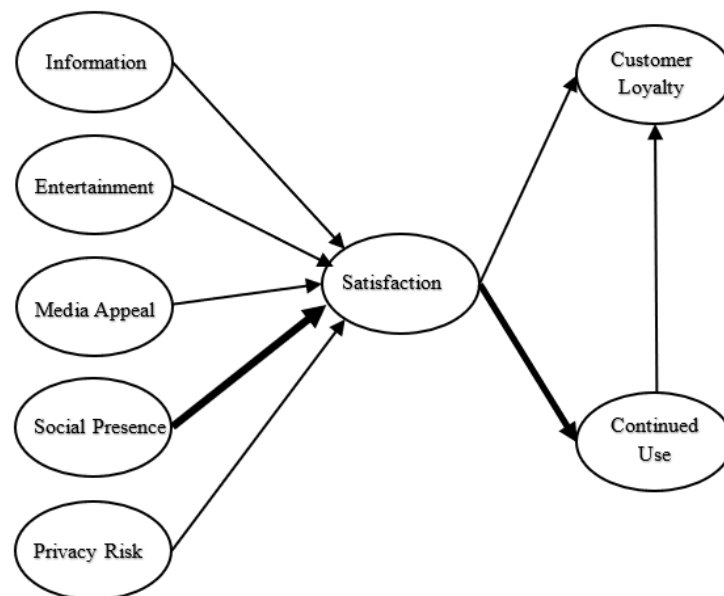 Information
Entertainment
Media Appeal
Social Presence
Privacy Risk
Satisfaction
Customer
Loyalty
Continued
Use